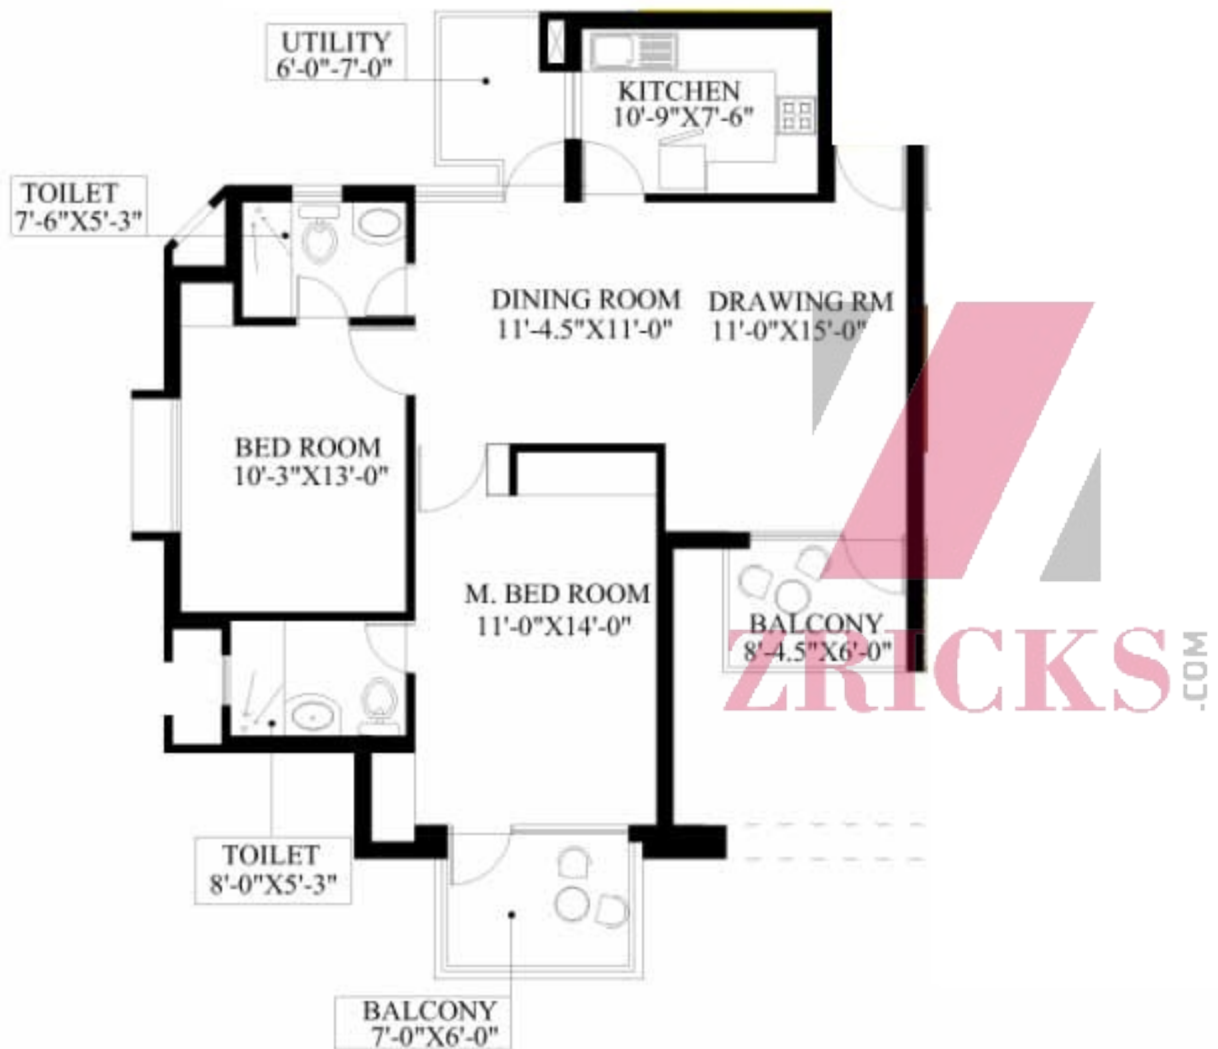 UTILITY
6'-0"-7'-0"
KITCHEN
10'-9"X7'-6"
TOILET
7'-6"X5'-3"
DINING ROOM
11'-4.5"X11'-0"
DRAWING RM
11'-0"X15'-0"
BED ROOM
10'-3"X13'-0"
M. BED ROOM
11'-0"X14'-0"
BALCONY
8'-4.5"X6'-0"
ZRICKS
.COM
TOILET
8'-0"X5'-3"
BALCONY
7'-0"X6'-0"